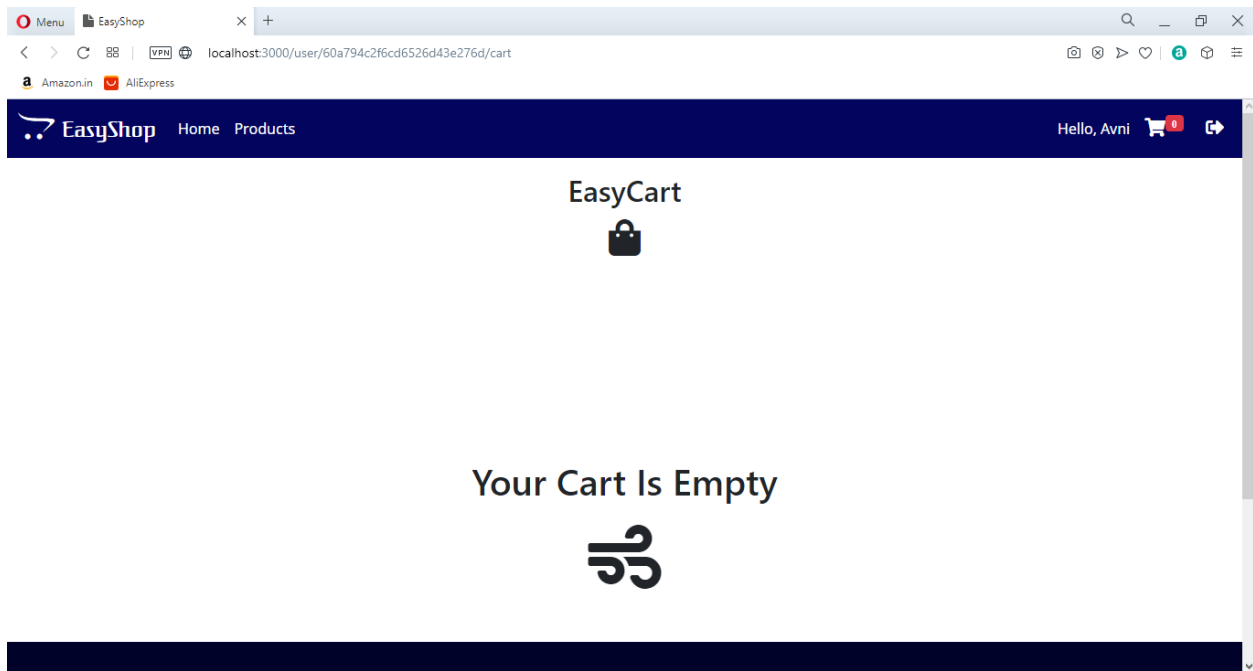 Menu EasyShop
VPN localhost:3000/user/60a794c2f6cd6526d43e276d/cart
a Amazon.in AliExpress a
EasyShop Home Products Hello, Avni 0
EasyCart
Your Cart Is Empty